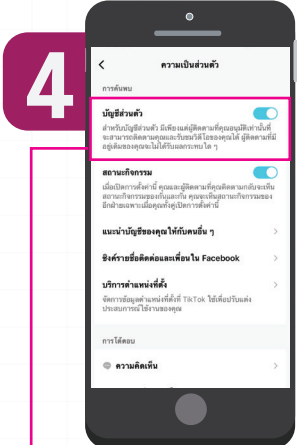 4
ความเป็นส่วนตัว
การค้นพบ
บัญชีส่วนตัว
สำหรับบัญชีส่วนตัว มีเพียงแต่ผู้ติดตามที่คุณอนุมัติเท่านั้นที่
จะสามารถติดตามคุณและรับชมวิดีโอของคุณได้ ผู้ติดตามที่มี
อยู่เดิมของคุณจะไม่ได้รับผลกระทบใด ๆ
สถานะกิจกรรม
เมื่อเปิดการตั้งค่านี้ คุณและผู้ติดตามที่คุณติดตามกลับจะเห็น
สถานะกิจกรรมของกันและกัน คุณจะเห็นสถานะกิจกรรมของ
อีกฝ่ายเฉพาะเมื่อคุณทั้งคู่เปิดการตั้งค่านี้
แนะนำบัญชีของคุณให้กับคนอื่น ๆ
ซิงค์รายชื่อติดต่อและเพื่อนใน Facebook
บริการตำแหน่งที่ตั้ง
จัดการข้อมูลตำแหน่งที่ตั้งที่ TikTok ใช้เพื่อปรับแต่ง
ประสบการณ์ใช้งานของคุณ
การโต้ตอบ
ความคิดเห็น